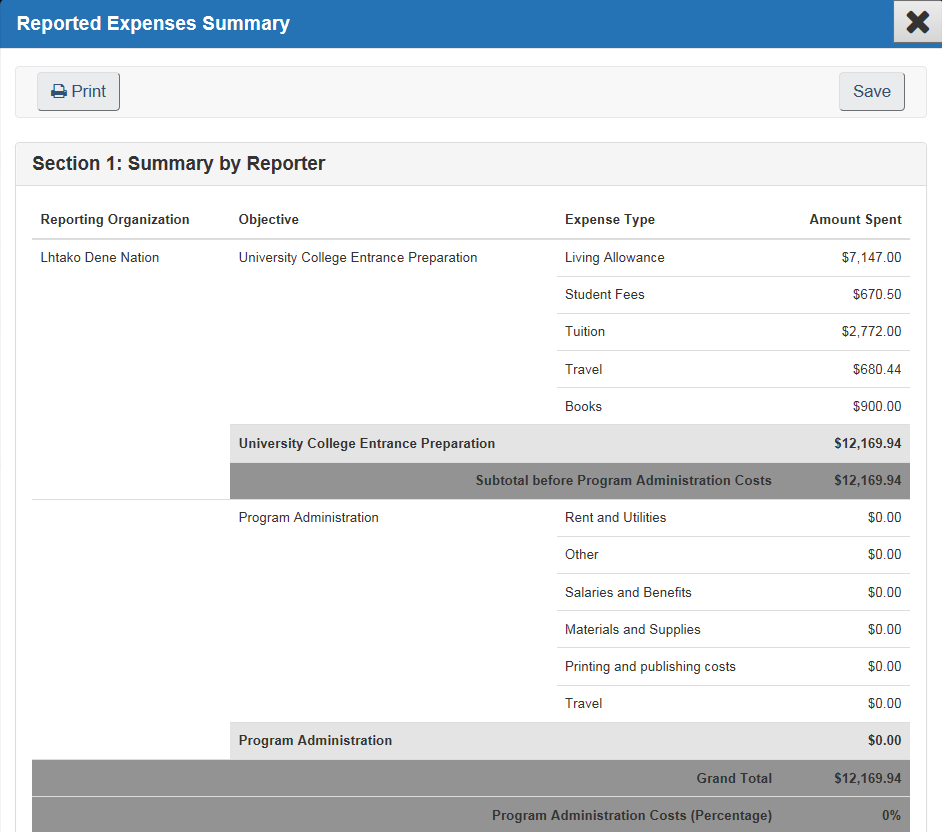 Reported Expenses Summary
Print Save
Section 1: Summary by Reporter
Reporting Organization Objective Expense Type Amount Spent
Lhtako Dene Nation University College Entrance Preparation Living Allowance $7,147.00
Student Fees $670.50
Tuition $2,772.00
Travel $680.44
Books $900.00
University College Entrance Preparation $12,169.94
Subtotal before Program Administration Costs $12,169.94
Program Administration Rent and Utilities $0.00
Other $0.00
Salaries and Benefits $0.00
Materials and Supplies $0.00
Printing and publishing costs $0.00
Travel $0.00
Program Administration $0.00
Grand Total $12,169.94
Program Administration Costs (Percentage) 0%